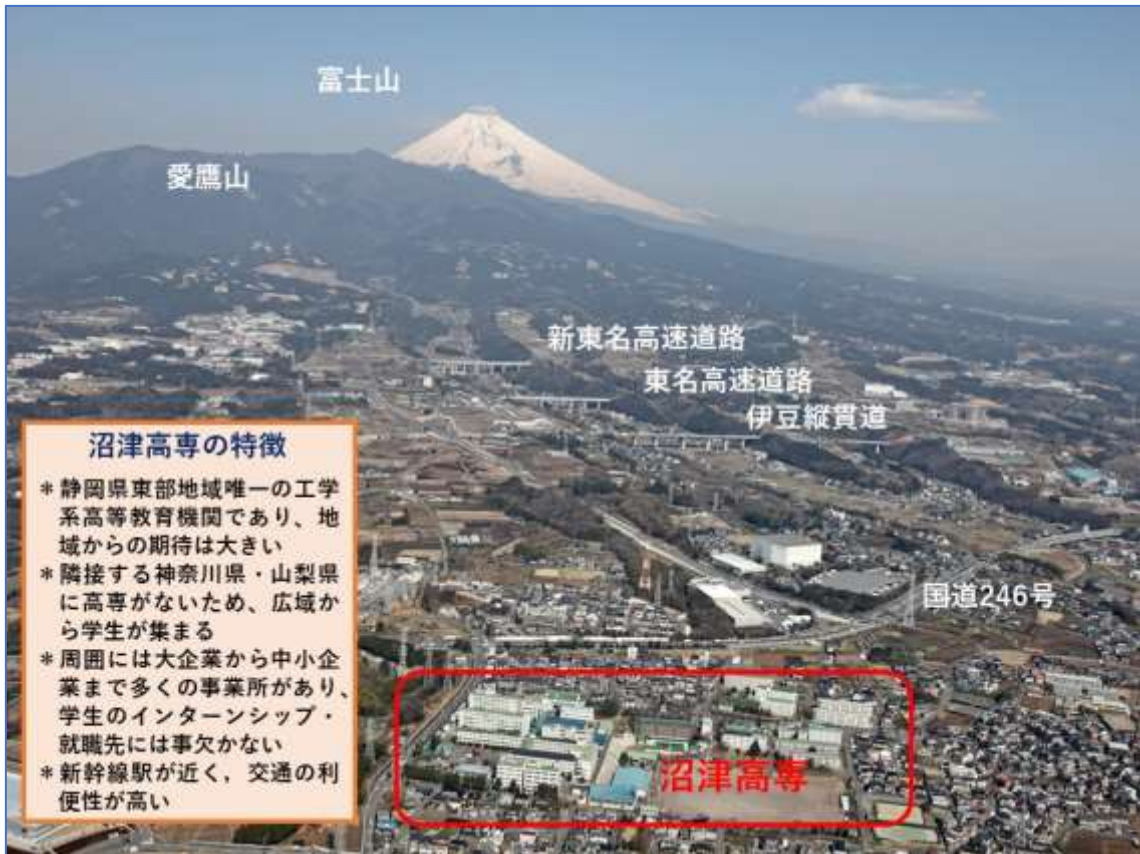 富士山
愛鷹山
新東名高速道路
東名高速道路
伊豆縦貫道
国道246号
沼津高専の特徴
＊静岡県東部地域唯一の工学
系高等教育機関であり、地
域からの期待は大きい
＊隣接する神奈川県・山梨県
に高専がないため、広域か
ら学生が集まる
＊周囲には大企業から中小企
業まで多くの事業所があり、
学生のインターンシップ・
就職先には事欠かない
＊新幹線駅が近く，交通の利
便性が高い
沼津高専